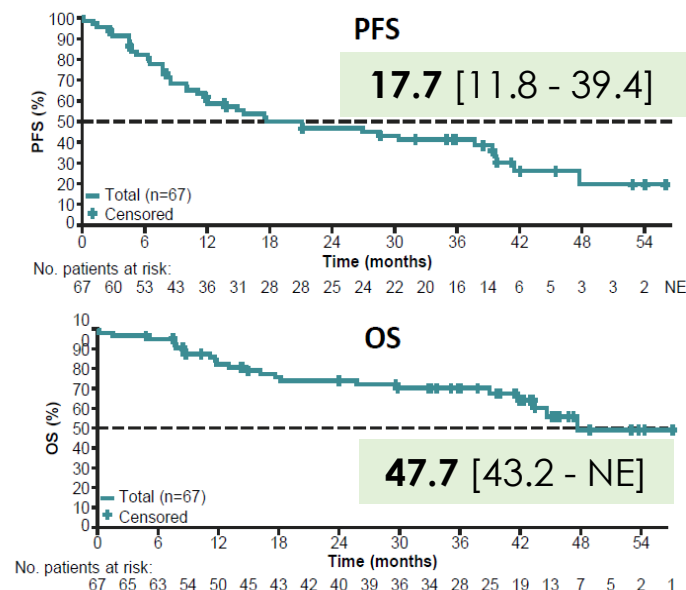 PFS
17.7 [11.8 - 39.4]
100
90
80
70
60
50
40
30
20
10
0
PFS (%)
Total (n=67)
Censored
0 6 12 18 24 30 36 42 48 54
Time (months)
No. patients at risk:
67 60 53 43 36 31 28 28 25 24 22 20 16 14 6 5 3 3 2 NE
OS
47.7 [43.2 - NE]
10
0
90
80
70
60
50
40
30
20
10
0
OS (%)
Total (n=67)
Censored
0 6 12 18 24 30 36 42 48 54
Time (months)
No. patients at risk:
67 65 63 54 50 45 43 42 40 39 36 34 28 25 19 13 7 5 2 1